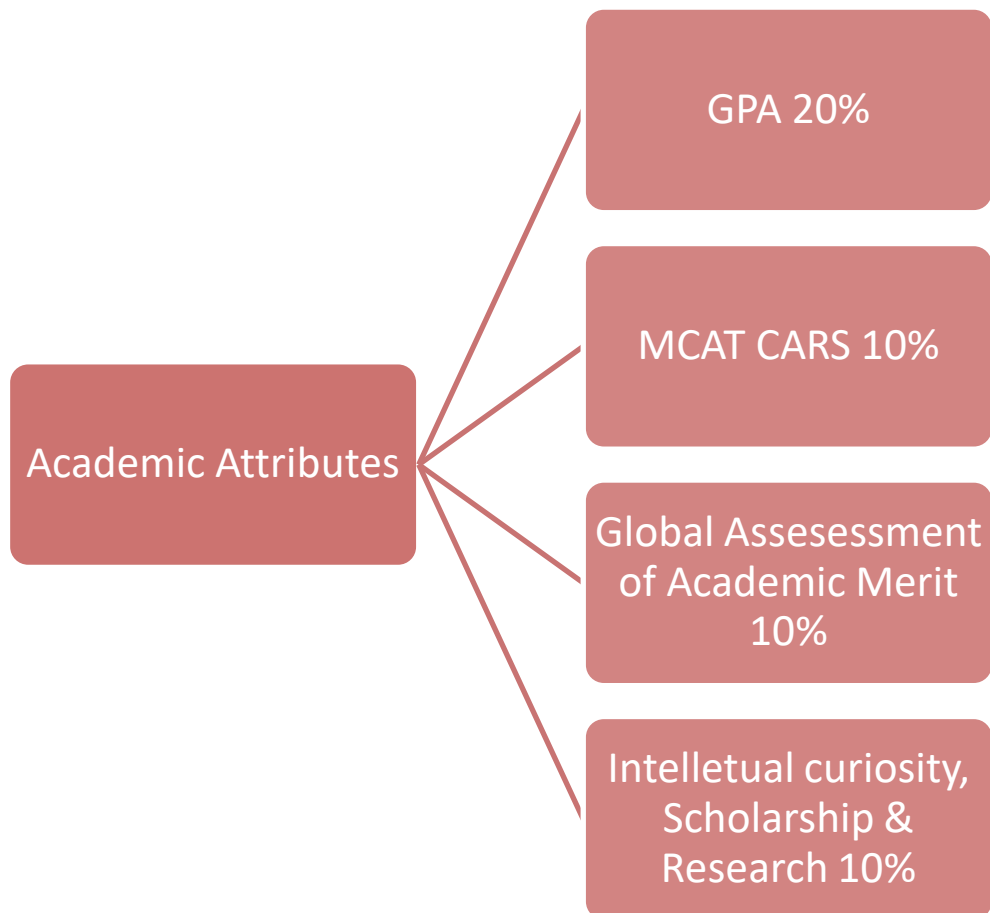 GPA 20%
MCAT CARS 10%
Academic Attributes
Global Assesessment
of Academic Merit
10%
Intelletual curiosity,
Scholarship &
Research 10%